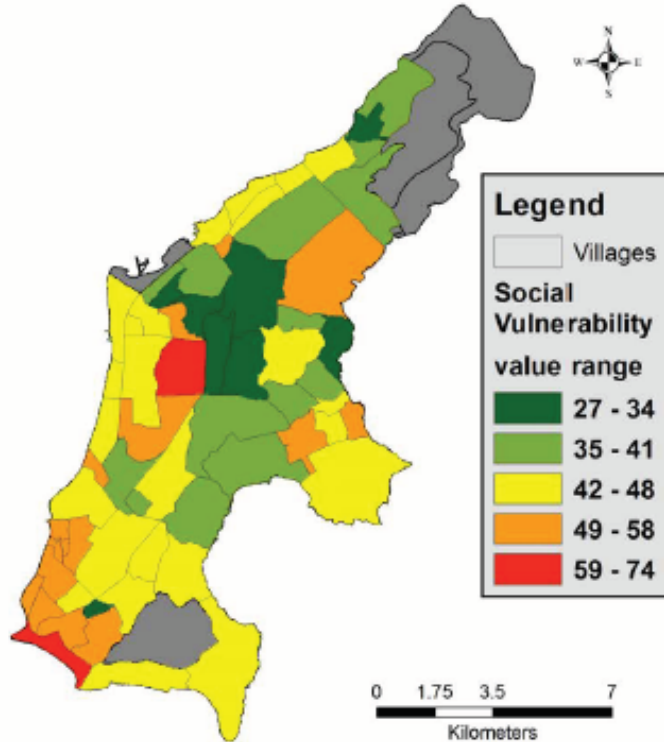 N
W E
S
Legend
Villages
Social
Vulnerability
value range
27 - 34
35 - 41
42 - 48
49 - 58
59 - 74
0 1.75 3.5 7
Kilometers